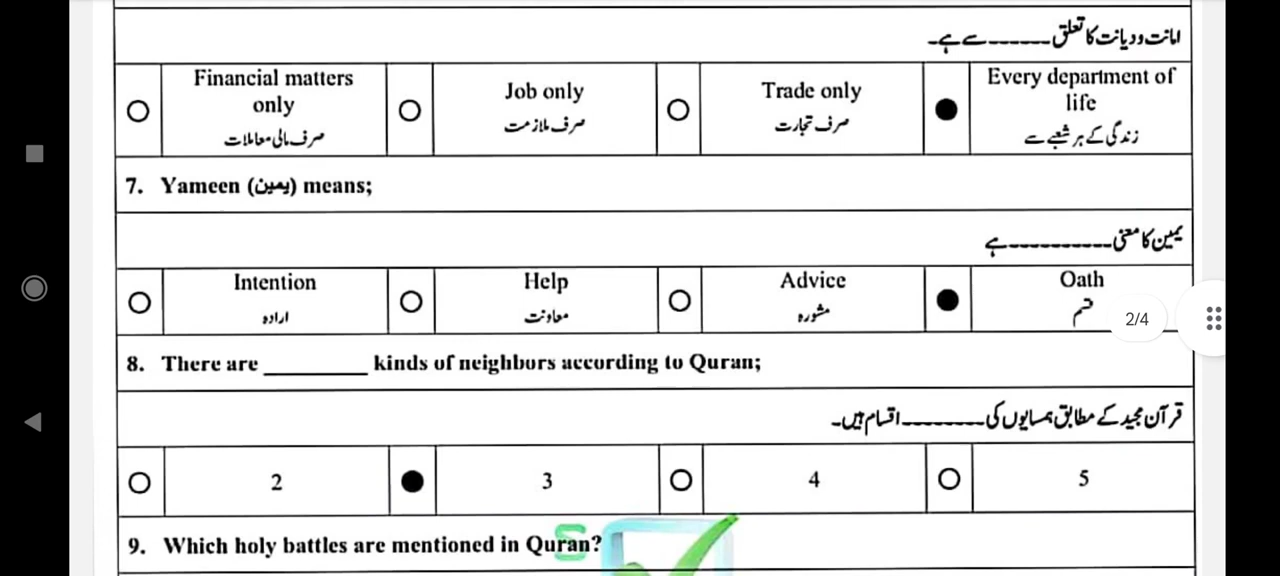 امانت و دیانت کا تعلق ـــــــــــــ سے ہے۔
Financial matters only
صرف مالی معاملات
Job only
صرف ملازمت
Trade only
صرف تجارت
Every department of life
زندگی کے ہر شعبے سے
7. Yameen (یمین) means;
یمین کا معنی ـــــــــــــ ہے
Intention
ارادہ
Help
معاونت
Advice
مشورہ
Oath
قسم
2/4
8. There are _________ kinds of neighbors according to Quran;
قرآن مجید کے مطابق ہمسایوں کی ـــــــــــــ اقسام ہیں۔
2
3
4
5
9. Which holy battles are mentioned in Quran?